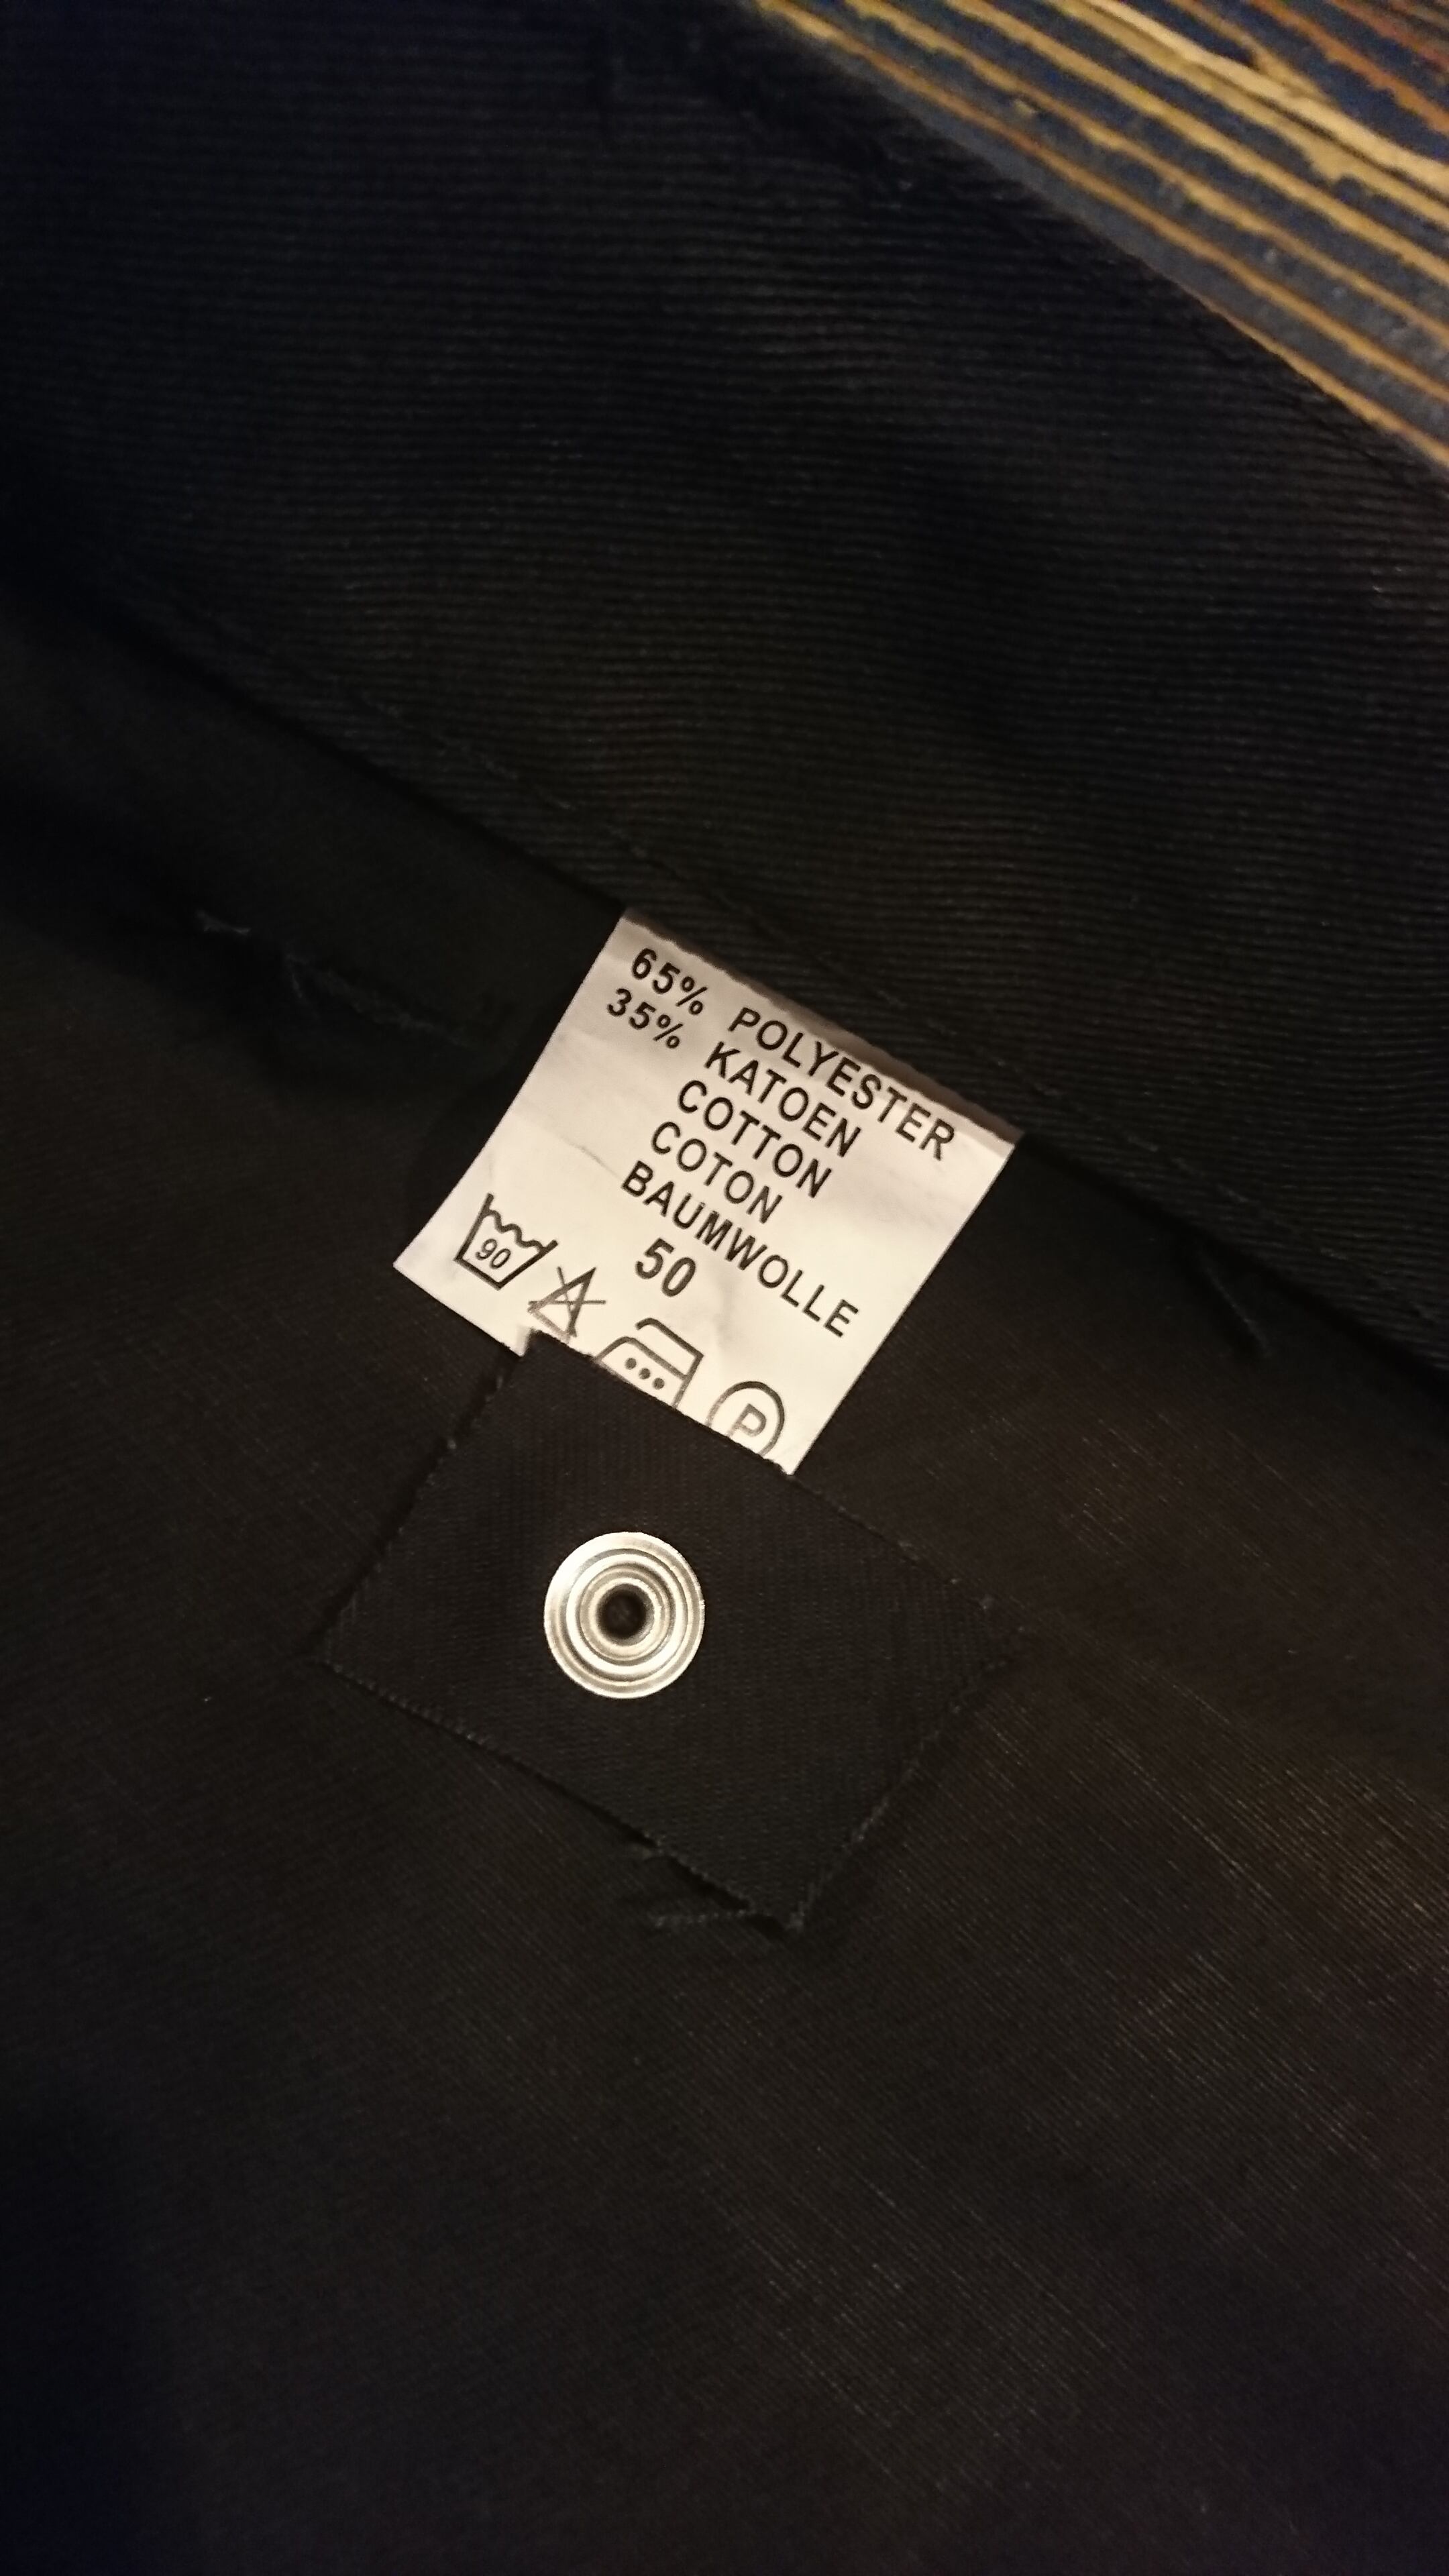 65% POLYESTER
35% KATOEN
COTTON
COTON
BAUMWOLLE
50
90
P